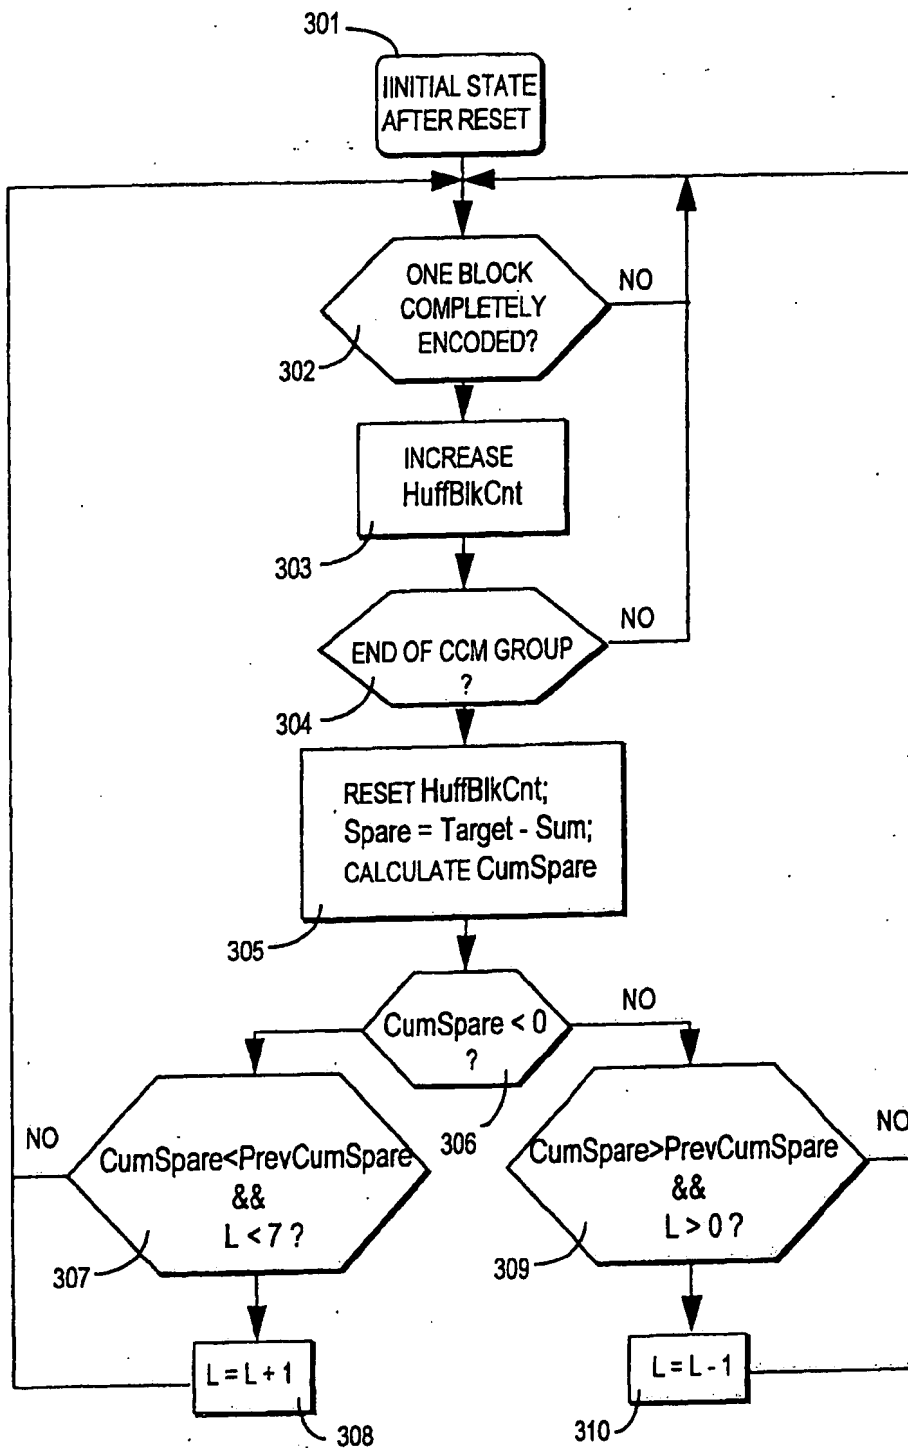 301
IINITIAL STATE
AFTER RESET
ONE BLOCK
COMPLETELY
ENCODED?
NO
302
INCREASE
HuffBlkCnt
303
END OF CCM GROUP
?
NO
304
RESET HuffBlkCnt;
Spare = Target - Sum;
CALCULATE CumSpare
305
CumSpare < 0
?
NO
306
NO
CumSpare<PrevCumSpare
&&
L < 7 ?
307
CumSpare>PrevCumSpare
&&
L > 0 ?
NO
309
L = L + 1
308
L = L - 1
310